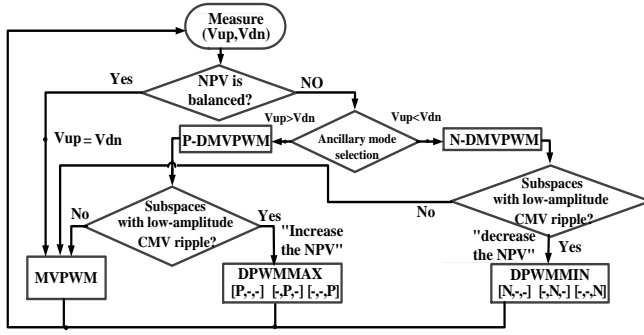 Measure
(Vup,Vdn)
Yes
NPV is
balanced?
NO
Vup>Vdn
Vup<Vdn
Vup = Vdn
P-DMVPWM
Ancillary mode
selection
N-DMVPWM
Subspaces
with low-amplitude
CMV ripple?
No
Yes
"Increase
the NPV"
Subspaces
with low-amplitude
CMV ripple?
No
"decrease
the NPV"
Yes
MVPWM
DPWMMAX
[P,-,-] [-,P,-] [-,-,P]
DPWMMIN
[N,-,-] [-,N,-] [-,-,N]